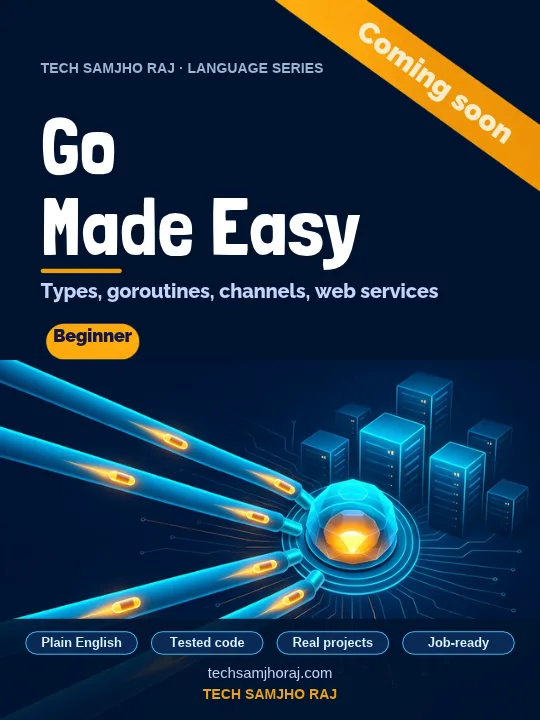 Coming soon
TECH SAMJHO RAJ · LANGUAGE SERIES
Go
Made Easy
Types, goroutines, channels, web services
Beginner
Plain English
Tested code
Real projects
Job-ready
techsamjhoraj.com
TECH SAMJHO RAJ